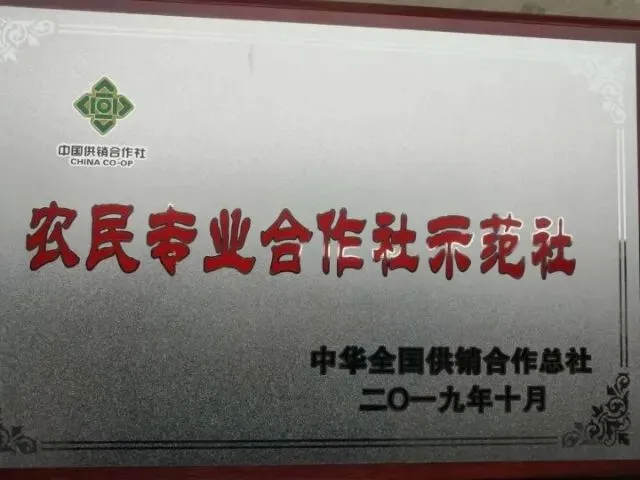 中国供销合作社
CHINA CO-OP
农民专业合作社示范社
中华全国供销合作总社
二〇一九年十月